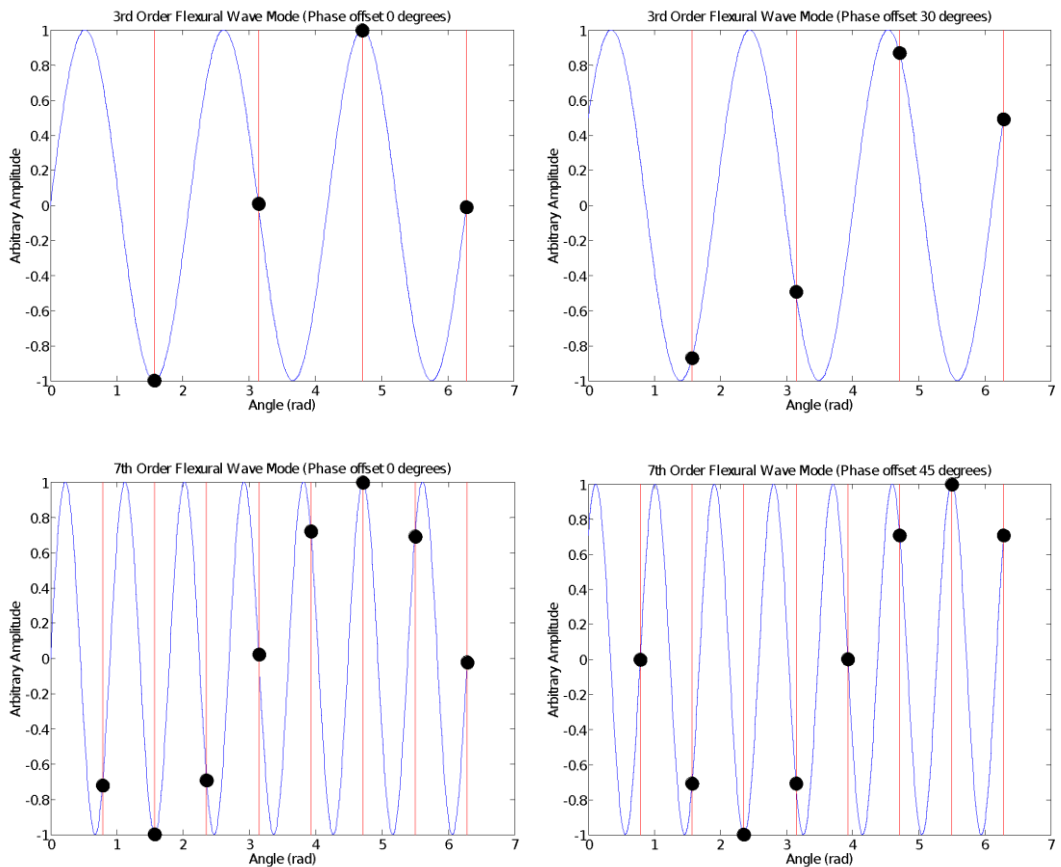 3rd Order Flexural Wave Mode (Phase offset 0 degrees)
1
0.8
0.6
0.4
0.2
0
-0.2
-0.4
-0.6
-0.8
-1
Arbitrary Amplitude
0 1 2 3 4 5 6 7
Angle (rad)
3rd Order Flexural Wave Mode (Phase offset 30 degrees)
1
0.8
0.6
0.4
0.2
0
-0.2
-0.4
-0.6
-0.8
-1
Arbitrary Amplitude
0 1 2 3 4 5 6 7
Angle (rad)
7th Order Flexural Wave Mode (Phase offset 0 degrees)
1
0.8
0.6
0.4
0.2
0
-0.2
-0.4
-0.6
-0.8
-1
Arbitrary Amplitude
0 1 2 3 4 5 6 7
Angle (rad)
7th Order Flexural Wave Mode (Phase offset 45 degrees)
1
0.8
0.6
0.4
0.2
0
-0.2
-0.4
-0.6
-0.8
-1
Arbitrary Amplitude
0 1 2 3 4 5 6 7
Angle (rad)